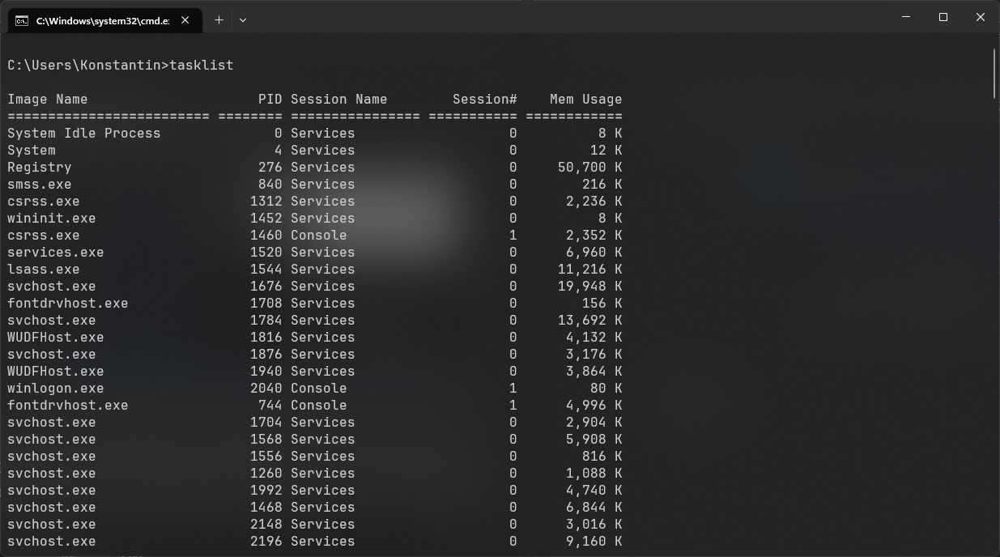 C:\Windows\system32\cmd.e
C:\Users\Konstantin>tasklist
Image Name                     PID Session Name        Session#    Mem Usage
========================= ======== ================ =========== ============
System Idle Process              0 Services                   0          8 K
System                           4 Services                   0         12 K
Registry                       276 Services                   0     50,700 K
smss.exe                       840 Services                   0        216 K
csrss.exe                     1312 Services                   0      2,236 K
wininit.exe                   1452 Services                   0          8 K
csrss.exe                     1460 Console                    1      2,352 K
services.exe                  1520 Services                   0      6,960 K
lsass.exe                     1544 Services                   0     11,216 K
svchost.exe                   1676 Services                   0     19,948 K
fontdrvhost.exe               1708 Services                   0        156 K
svchost.exe                   1784 Services                   0     13,692 K
WUDFHost.exe                  1816 Services                   0      4,132 K
svchost.exe                   1876 Services                   0      3,176 K
WUDFHost.exe                  1940 Services                   0      3,864 K
winlogon.exe                  2040 Console                    1         80 K
fontdrvhost.exe                744 Console                    1      4,996 K
svchost.exe                   1704 Services                   0      2,904 K
svchost.exe                   1568 Services                   0      5,908 K
svchost.exe                   1556 Services                   0        816 K
svchost.exe                   1260 Services                   0      1,088 K
svchost.exe                   1992 Services                   0      4,740 K
svchost.exe                   1468 Services                   0      6,844 K
svchost.exe                   2148 Services                   0      3,016 K
svchost.exe                   2196 Services                   0      9,160 K